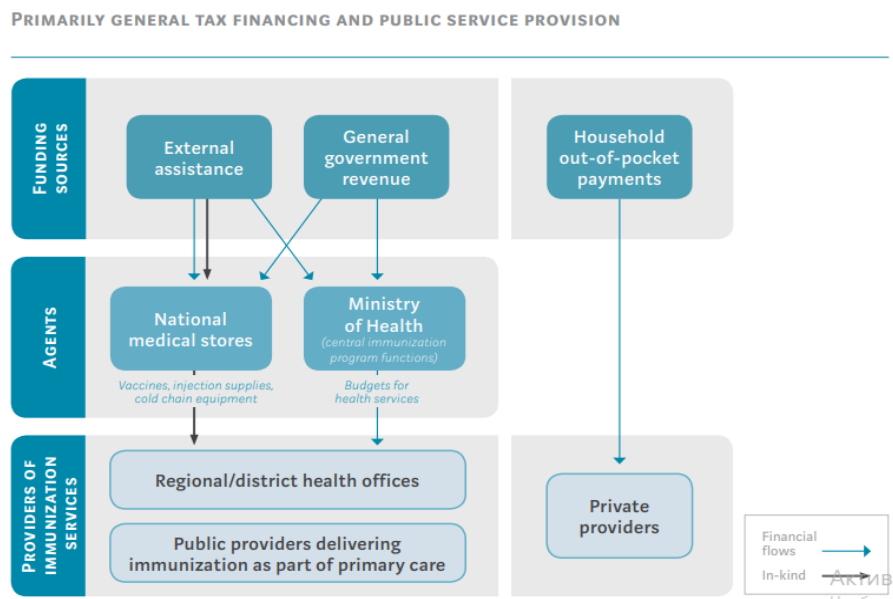 PRIMARILY GENERAL TAX FINANCING AND PUBLIC SERVICE PROVISION
FUNDING
SOURCES
External
assistance
General
government
revenue
Household
out-of-pocket
payments
AGENTS
National
medical stores
Ministry
of Health
(central immunization
program functions)
Vaccines, injection supplies,
cold chain equipment
Budgets for
health services
PROVIDERS OF
IMMUNIZATION
SERVICES
Regional/district health offices
Public providers delivering
immunization as part of primary care
Private
providers
Financial
flows
In-kind
Актив